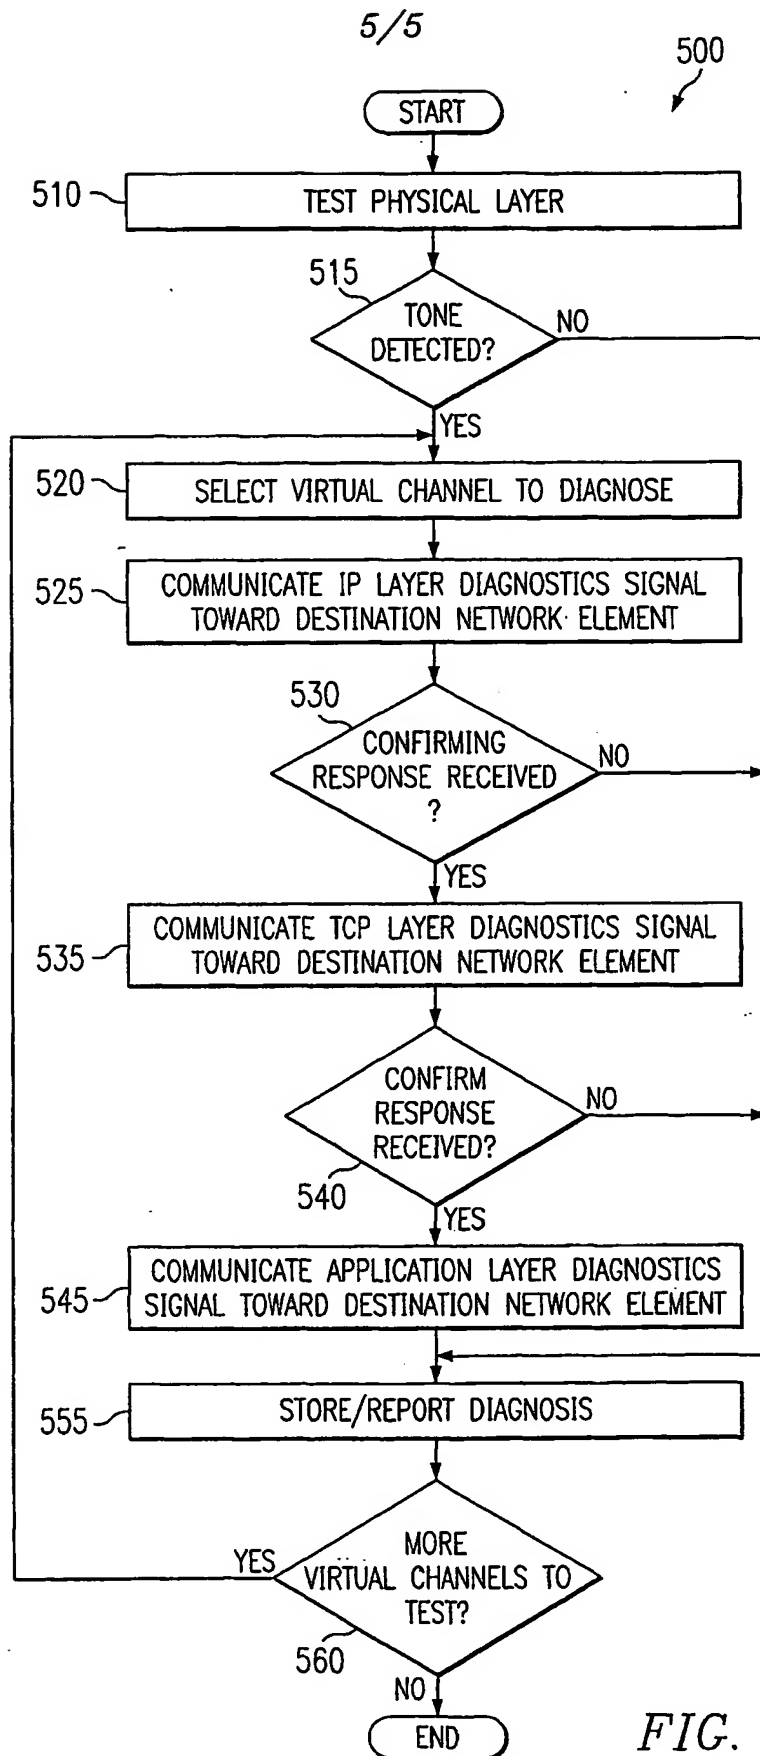 5/5
500
START
510
TEST PHYSICAL LAYER
515
TONE
DETECTED?
NO
YES
520
SELECT VIRTUAL CHANNEL TO DIAGNOSE
525
COMMUNICATE IP LAYER DIAGNOSTICS SIGNAL
TOWARD DESTINATION NETWORK ELEMENT
530
CONFIRMING
RESPONSE RECEIVED
?
NO
YES
535
COMMUNICATE TCP LAYER DIAGNOSTICS SIGNAL
TOWARD DESTINATION NETWORK ELEMENT
CONFIRM
RESPONSE
RECEIVED?
NO
540
YES
545
COMMUNICATE APPLICATION LAYER DIAGNOSTICS
SIGNAL TOWARD DESTINATION NETWORK ELEMENT
555
STORE/REPORT DIAGNOSIS
YES
MORE
VIRTUAL CHANNELS TO
TEST?
560
NO
END
FIG.